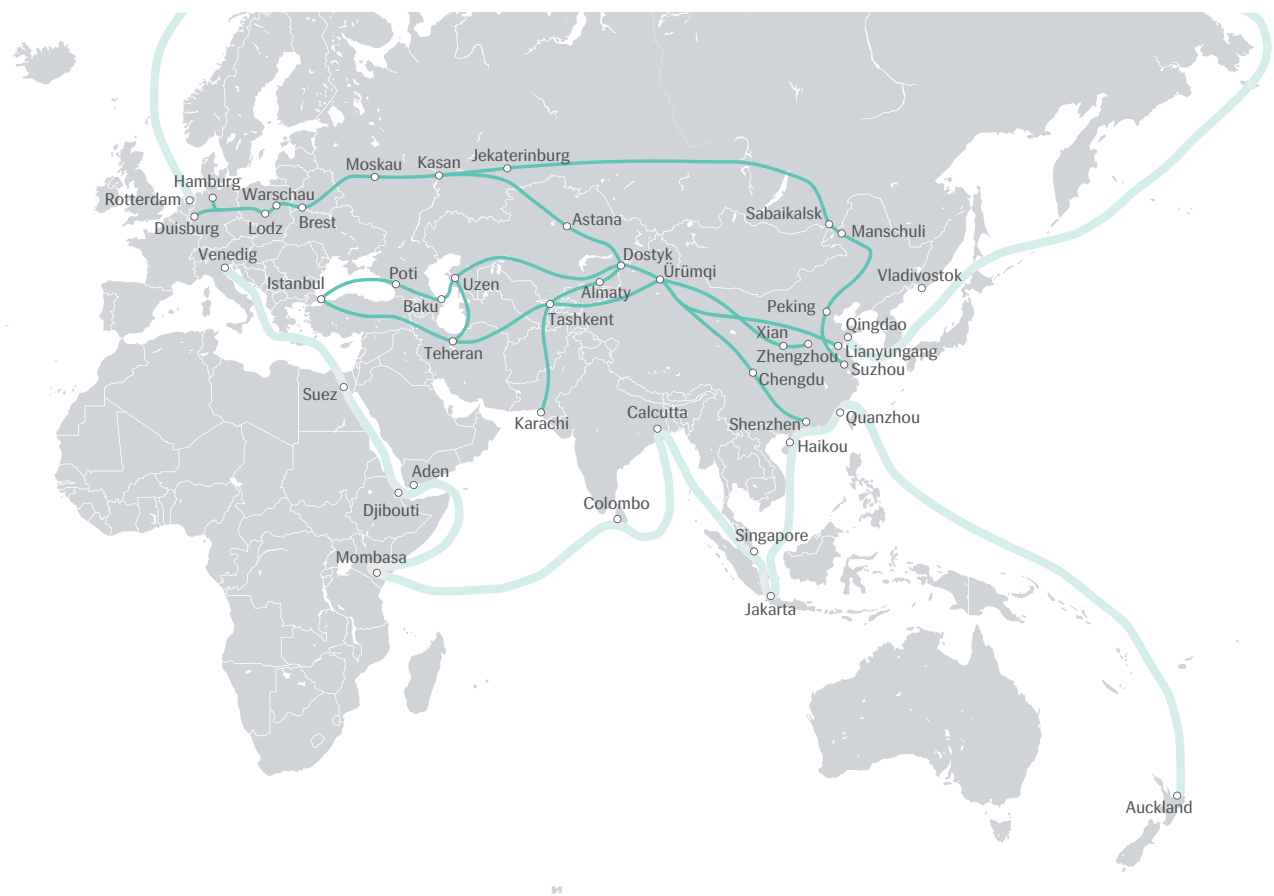 Jekaterinburg
Moskau
Kasan
Hamburg
Warschau
Rotterdam
Duisburg
Lodz
Brest
Astana
Sabaikalsk
Manschuli
Venedig
Dostyk
Ürümqi
Istanbul
Poti
Uzen
Almaty
Vladivostok
Baku
Tashkent
Peking
Qingdao
Xian
Teheran
Zhengzhou
Lianyungang
Suzhou
Chengdu
Suez
Karachi
Calcutta
Shenzhen
Quanzhou
Haikou
Aden
Djibouti
Colombo
Singapore
Mombasa
Jakarta
Auckland